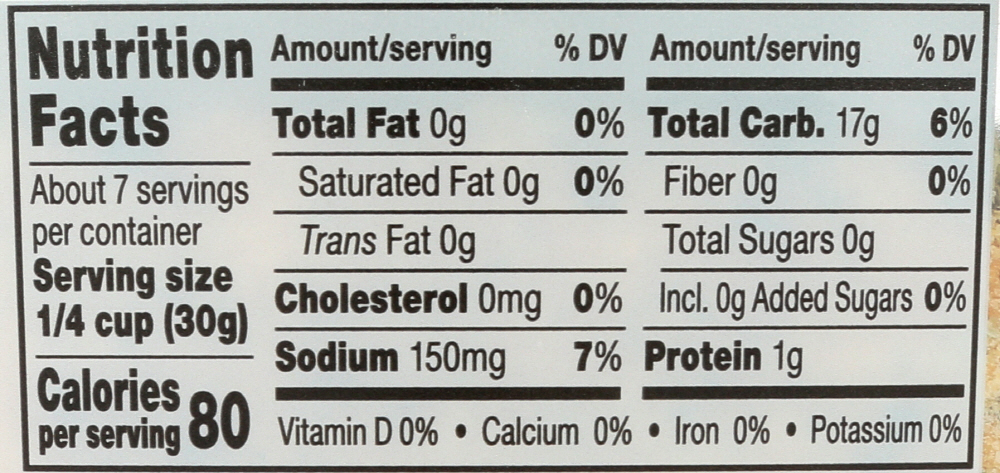 Nutrition
Facts
About 7 servings
per container
Serving size
1/4 cup (30g)
Calories
per serving 80
Amount/serving % DV
Total Fat 0g 0%
Saturated Fat 0g 0%
Trans Fat 0g
Cholesterol 0mg 0%
Sodium 150mg 7%
Amount/serving % DV
Total Carb. 17g 6%
Fiber 0g 0%
Total Sugars 0g
Incl. 0g Added Sugars 0%
Protein 1g
Vitamin D 0% • Calcium 0% • Iron 0% • Potassium 0%